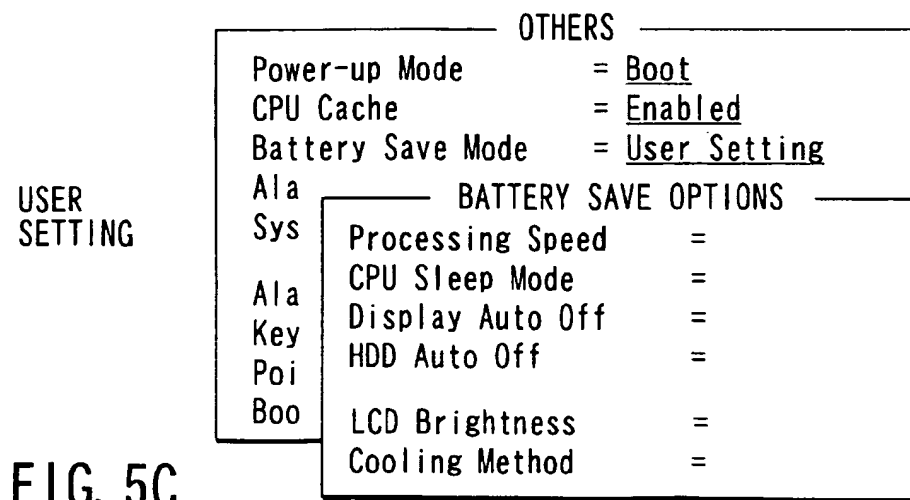 OTHERS
Power-up Mode = Boot
CPU Cache = Enabled
Battery Save Mode = User Setting
USER
SETTING
Ala
Sys
Ala
Key
Poi
Boo
BATTERY SAVE OPTIONS
Processing Speed =
CPU Sleep Mode =
Display Auto Off =
HDD Auto Off =
LCD Brightness =
Cooling Method =
FIG. 5C